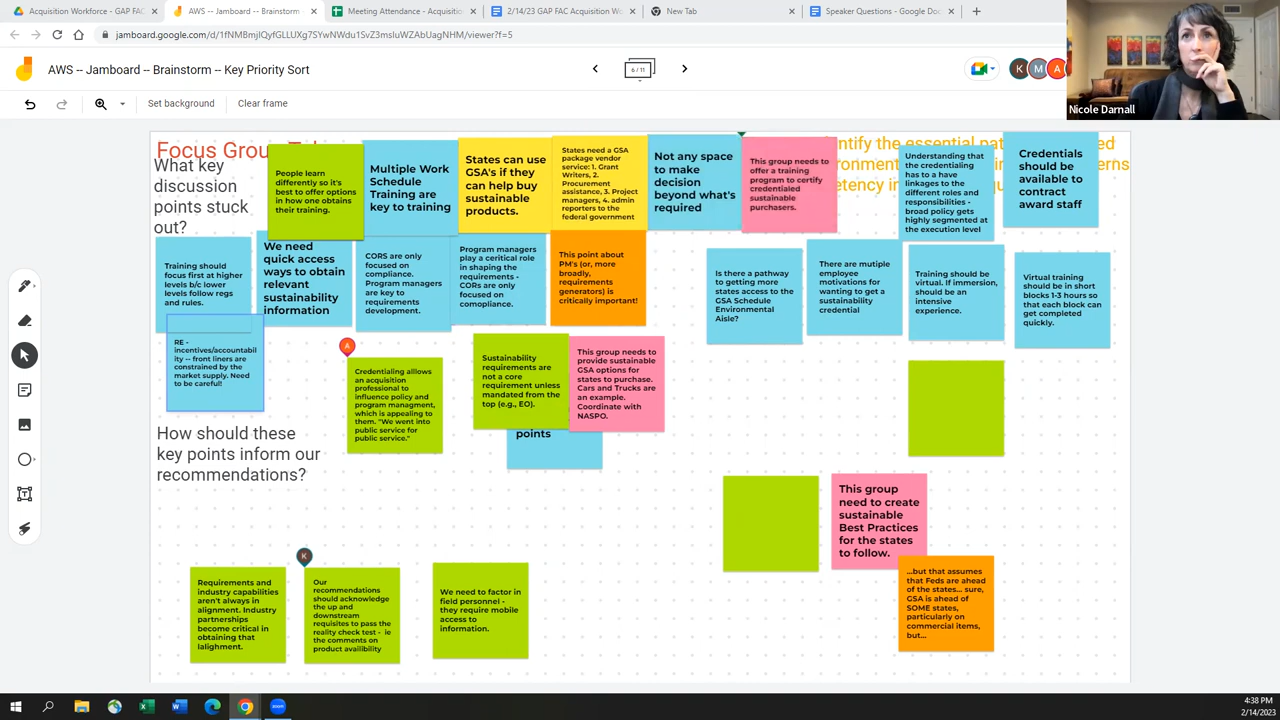 Acquisition Workforce - GAP FAC
AWS -- Jamboard -- Brainstorm -
Meeting Attendance - Acquisitio
2/14/23 GAP FAC Acquisition Wo
New Tab
Speaker Questions - Google Doc
jamboard.google.com/d/
viewer?f=5
AWS -- Jamboard -- Brainstorm -- Key Priority Sort
6 / 11
K
M
A
Nicole Darnall
Set background
Clear frame
Focus Grou
What key
discussion
points stuck
out?
People learn
differently so it's
best to offer options
in how one obtains
their training.
Multiple Work
Schedule
Training are
key to training
States can use
GSA's if they
can help buy
sustainable
products.
States need a GSA
package vendor
service: 1. Grant
Writers, 2.
Procurement
assistance, 3. Project
managers, 4. admin
reporters to the
federal government
Not any space
to make
decision
beyond what's
required
This group needs to
offer a training
program to certify
credentialed
sustainable
purchasers.
ntify the essential nat
Understanding that
the credentialing
has to a have
linkages to the
different roles and
responsibilities -
broad policy gets
highly segmented at
the execution level
Credentials
should be
available to
contract
award staff
Training should
focus first at higher
levels b/c lower
levels follow regs
and rules.
We need
quick access
ways to obtain
relevant
sustainability
information
CORS are only
focused on
compliance.
Program managers
are key to
requirements
development.
Program managers
play a ceritical role in
shaping the
requirements -
CORs are only
focused on
comopliance.
This point about
PM's (or, more
broadly,
requirements
generators) is
critically important!
Is there a pathway
to getting more
states access to the
GSA Schedule
Environmental
Aisle?
There are mutiple
employee
motivations for
wanting to get a
sustainability
credential
Training should be
virtual. If immersion,
should be an
intensive
experience.
Virtual training
should be in short
blocks 1-3 hours so
that each block can
get completed
quickly.
RE -
incentives/accountabil
ity -- front liners are
constrained by the
market supply. Need
to be careful!
A
Credentialing allows
an acquisition
professional to
influence policy and
program managment,
which is appealing to
them. "We went into
public service for
public service."
Sustainability
requirements are
not a core
requirement unless
mandated from the
top (e.g., EO).
points
This group needs to
provide sustainable
GSA options for
states to purchase.
Cars and Trucks are
an example.
Coordinate with
NASPO.
How should these
key points inform our
recommendations?
This group
need to create
sustainable
Best Practices
for the states
to follow.
...but that assumes
that Feds are ahead
of the states... sure,
GSA is ahead of
SOME states,
particularly on
commercial items,
but...
K
Requirements and
industry capabilities
aren't always in
alignment. Industry
partnerships
become critical in
obtaining that
lalighment.
Our
recommendations
should acknowledge
the up and
downstream
requisites to pass the
reality check test - ie
the comments on
product availibility
We need to factor in
field personnel -
they require mobile
access to
information.
4:38 PM
2/14/2023